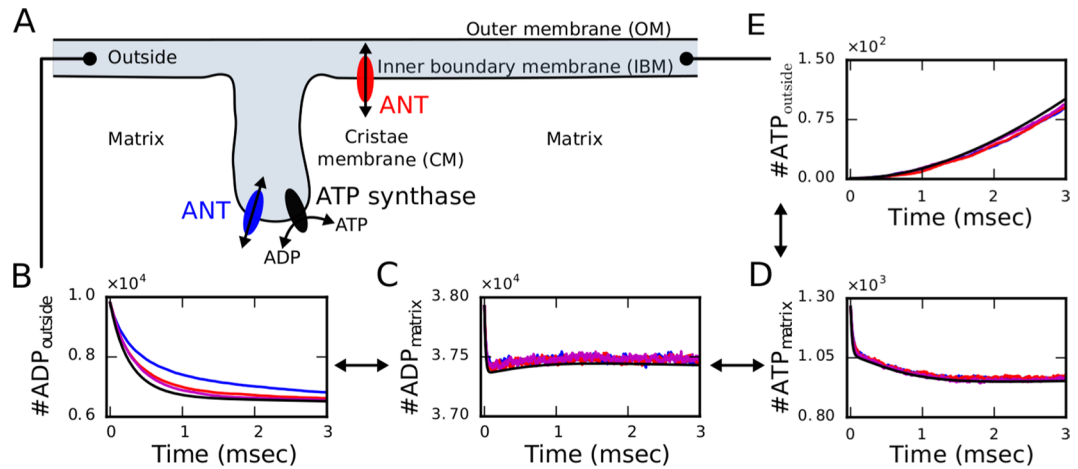 A
Outer membrane (OM)
Outside
Inner boundary membrane (IBM)
ANT
Matrix
Cristae
membrane (CM)
Matrix
ANT
ATP synthase
ATP
ADP
E
×10²
1.50
0.75
0.00
#ATPoutside
0 1 2 3
Time (msec)
B
×10⁴
1.0
0.8
0.6
#ADPoutside
0 1 2 3
Time (msec)
C
×10⁴
3.80
3.75
3.70
#ADPmatrix
0 1 2 3
Time (msec)
D
×10³
1.30
1.05
0.80
#ATPmatrix
0 1 2 3
Time (msec)